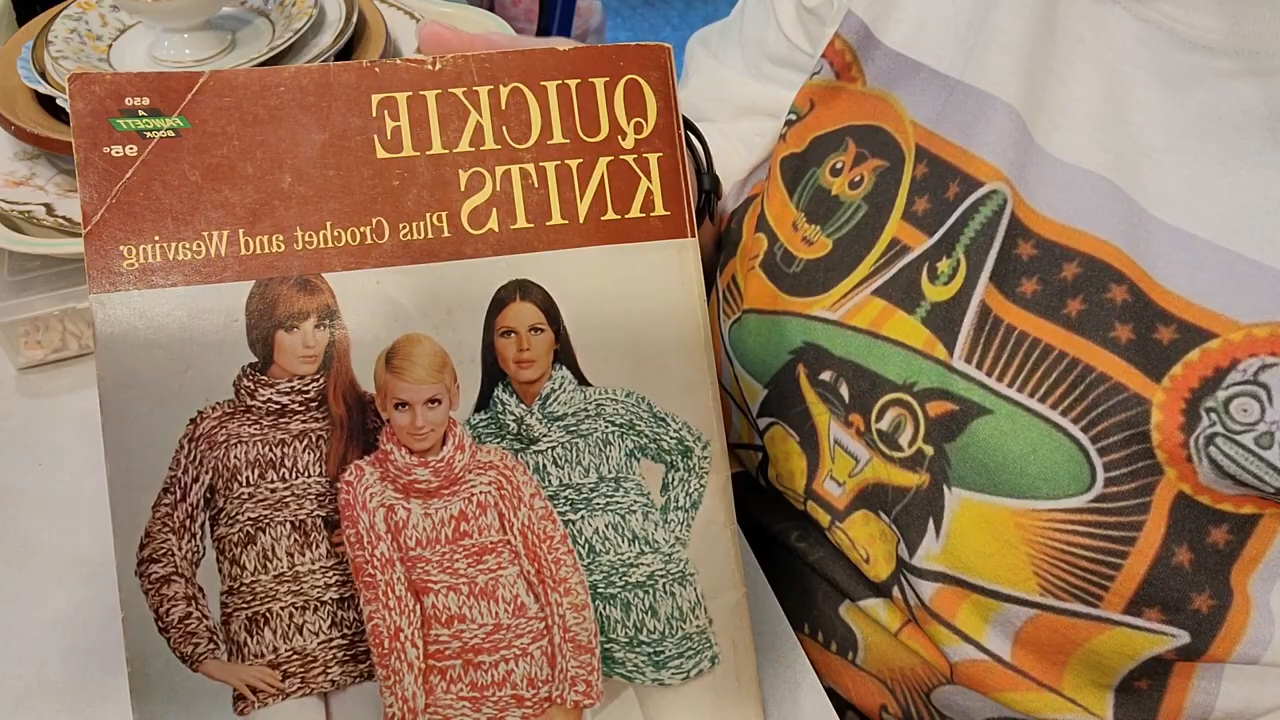 QUICKIE
KNITS Plus Crochet and Weaving
650
A
FAWCETT
BOOK
95¢